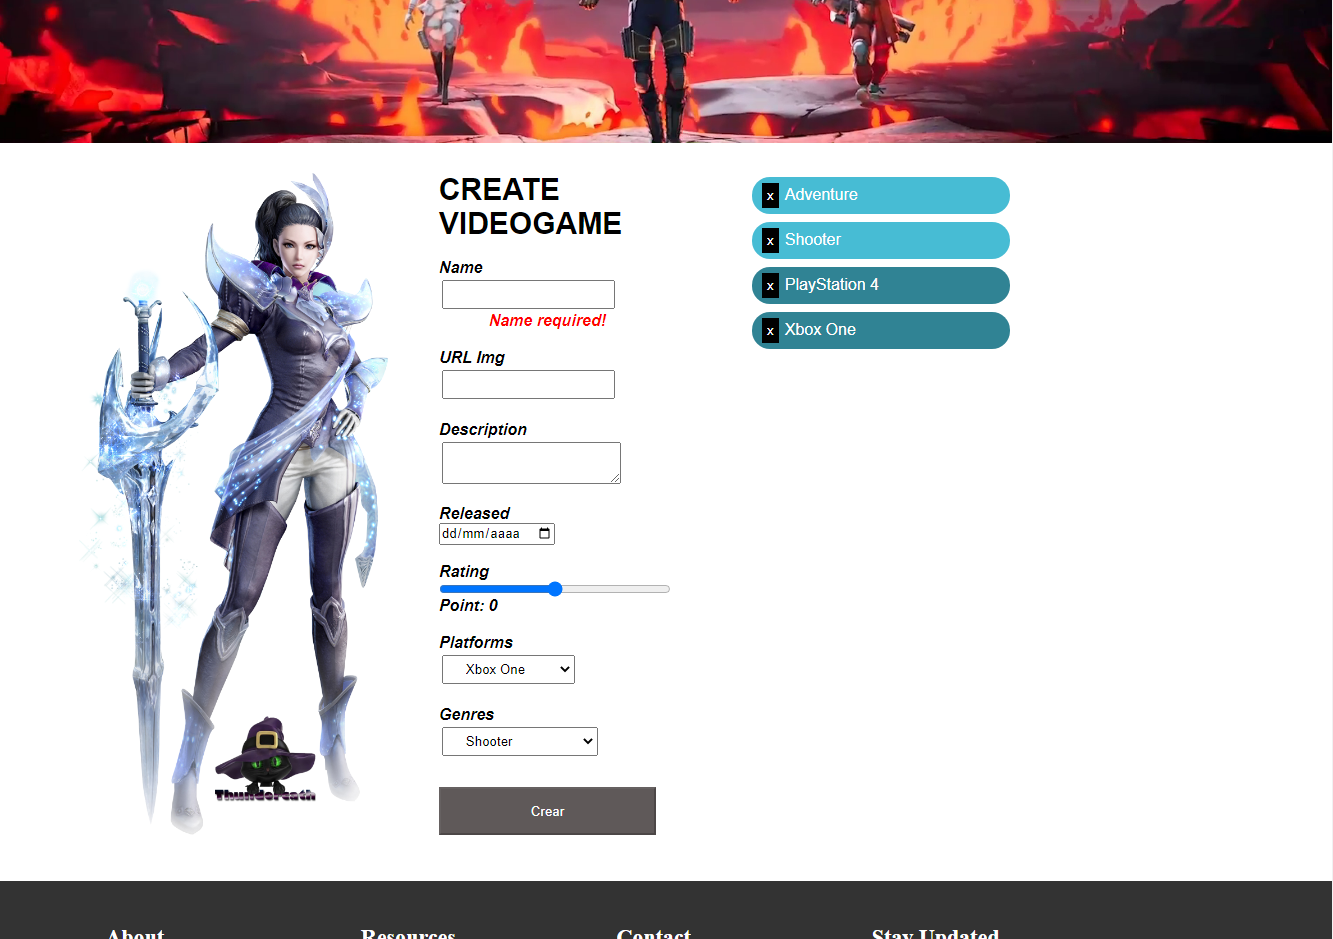 CREATE
VIDEOGAME
Name
Name required!
URL Img
Description
Released
dd/mm/aaaa
Rating
Point: 0
Platforms
Xbox One
Genres
Shooter
Crear
x Adventure
x Shooter
x PlayStation 4
x Xbox One
Thundercath
About
Resources
Contact
Stay Updated